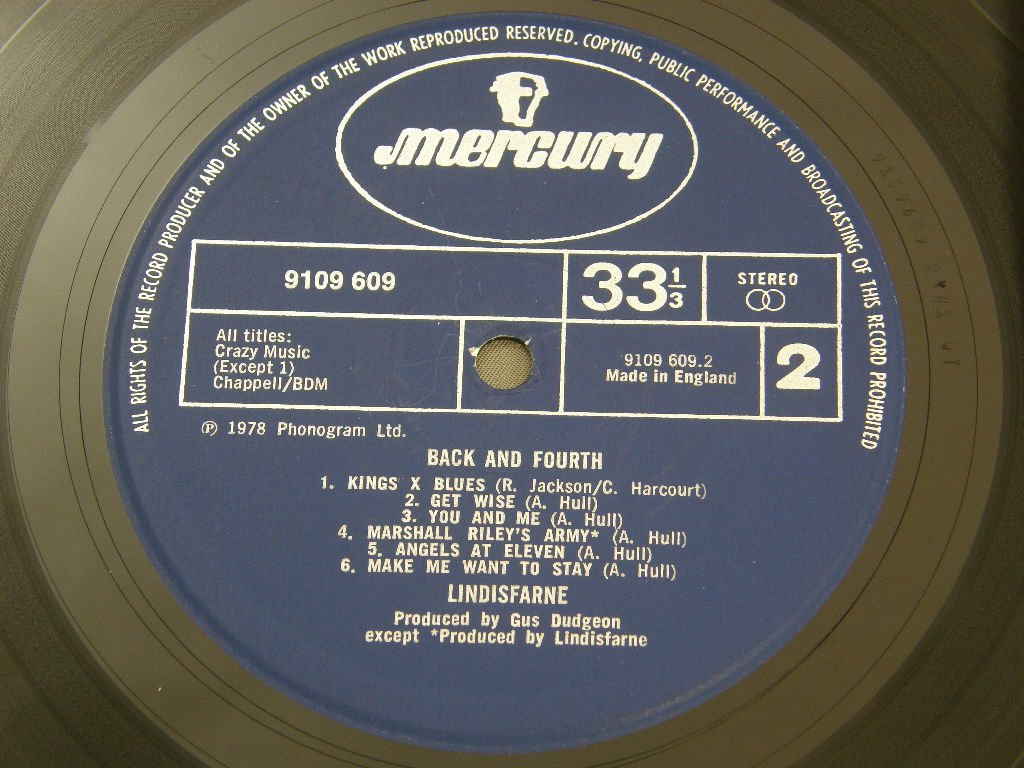 ALL RIGHTS OF THE RECORD PRODUCER AND OF THE OWNER OF THE WORK REPRODUCED RESERVED. COPYING, PUBLIC PERFORMANCE AND BROADCASTING OF THIS RECORD PROHIBITED
mercury
9109 609
33 1/3
STEREO
All titles:
Crazy Music
(Except 1)
Chappell/BDM
9109 609.2
Made in England
2
℗ 1978 Phonogram Ltd.
BACK AND FOURTH
1. KINGS X BLUES (R. Jackson/C. Harcourt)
2. GET WISE (A. Hull)
3. YOU AND ME (A. Hull)
4. MARSHALL RILEY'S ARMY* (A. Hull)
5. ANGELS AT ELEVEN (A. Hull)
6. MAKE ME WANT TO STAY (A. Hull)
LINDISFARNE
Produced by Gus Dudgeon
except *Produced by Lindisfarne